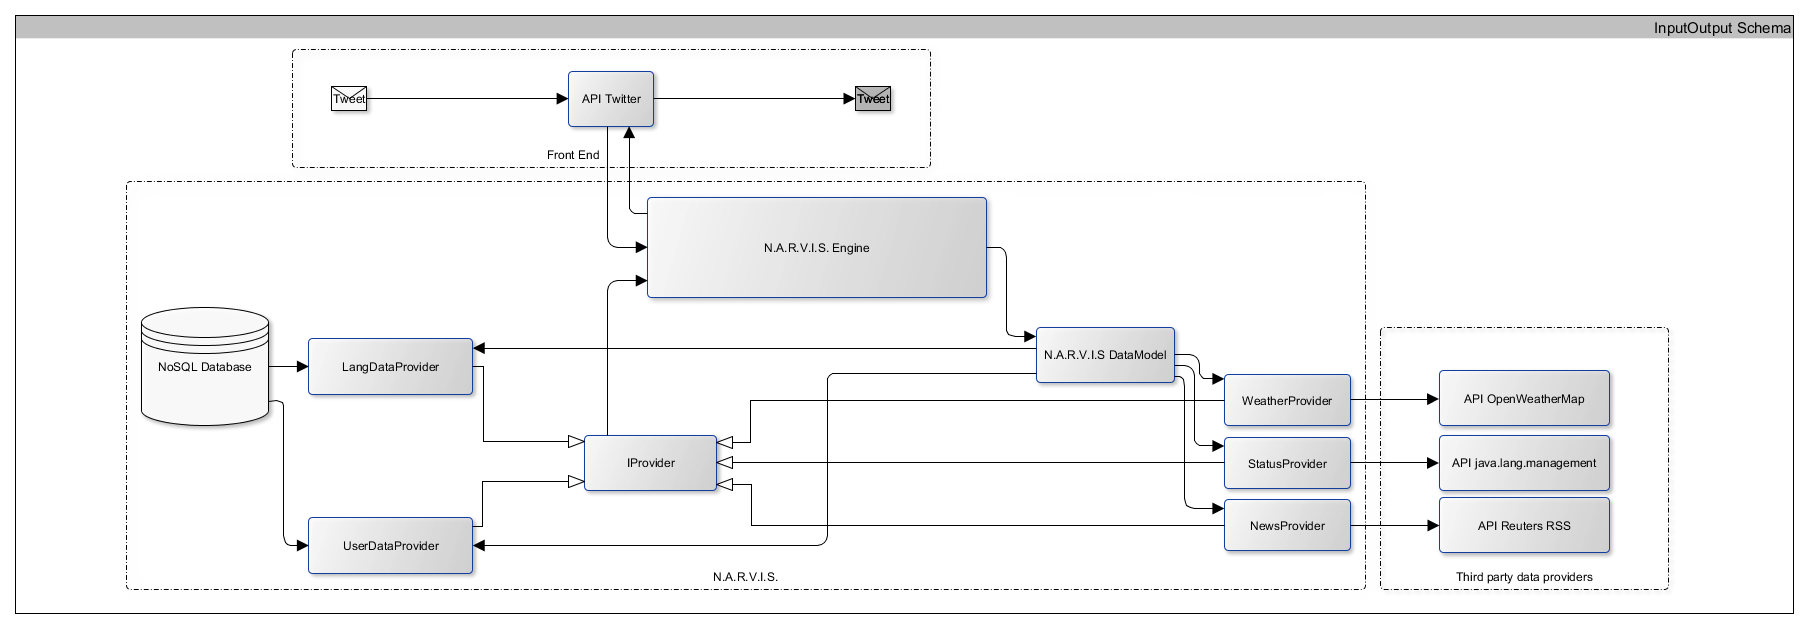 InputOutput Schema
Tweet
API Twitter
Tweet
Front End
N.A.R.V.I.S. Engine
NoSQL Database
LangDataProvider
N.A.R.V.I.S DataModel
WeatherProvider
API OpenWeatherMap
IProvider
StatusProvider
API java.lang.management
NewsProvider
API Reuters RSS
UserDataProvider
N.A.R.V.I.S.
Third party data providers